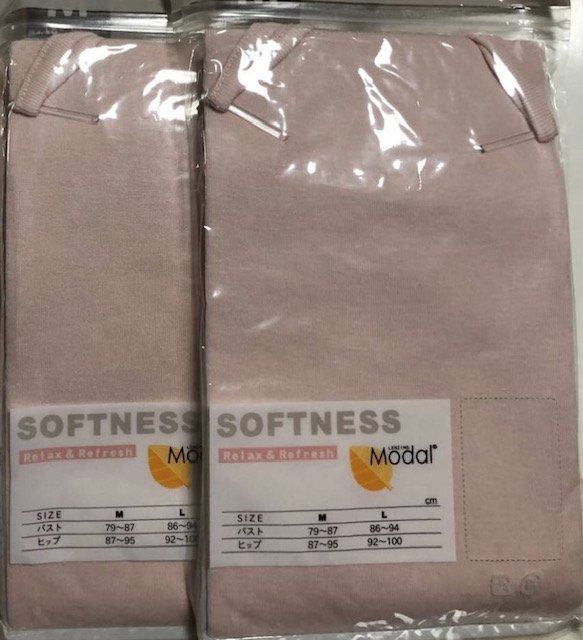 SOFTNESS
Relax & Refresh
SIZE M L
バスト 79〜87 86〜94
ヒップ 87〜95 92〜100
SOFTNESS
Relax & Refresh
LENZING
Modal®
cm
SIZE M L
バスト 79〜87 86〜94
ヒップ 87〜95 92〜100